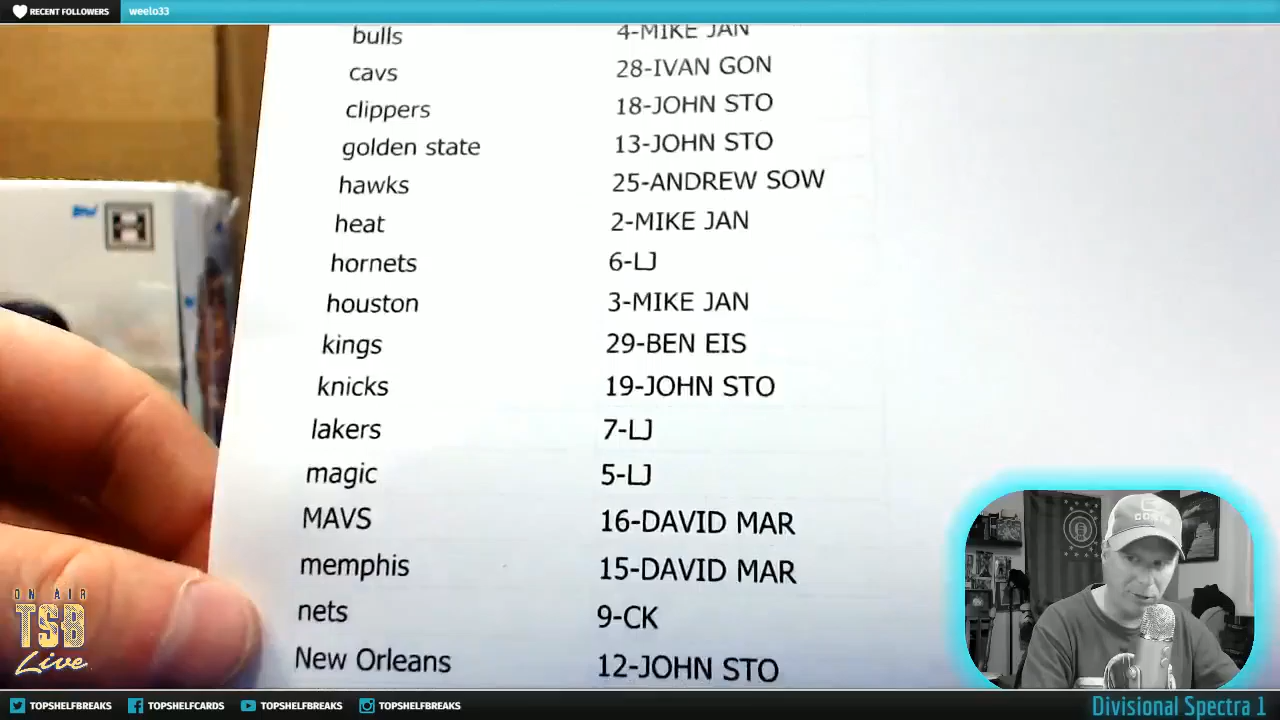 RECENT FOLLOWERS weelo33
bulls 4-MIKE JAN
cavs 28-IVAN GON
clippers 18-JOHN STO
golden state 13-JOHN STO
hawks 25-ANDREW SOW
heat 2-MIKE JAN
hornets 6-LJ
houston 3-MIKE JAN
kings 29-BEN EIS
knicks 19-JOHN STO
lakers 7-LJ
magic 5-LJ
MAVS 16-DAVID MAR
memphis 15-DAVID MAR
nets 9-CK
New Orleans 12-JOHN STO
ON AIR
TSB
Live
TOPSHELFBREAKS TOPSHELFCARDS TOPSHELFBREAKS TOPSHELFBREAKS Divisional Spectra 1